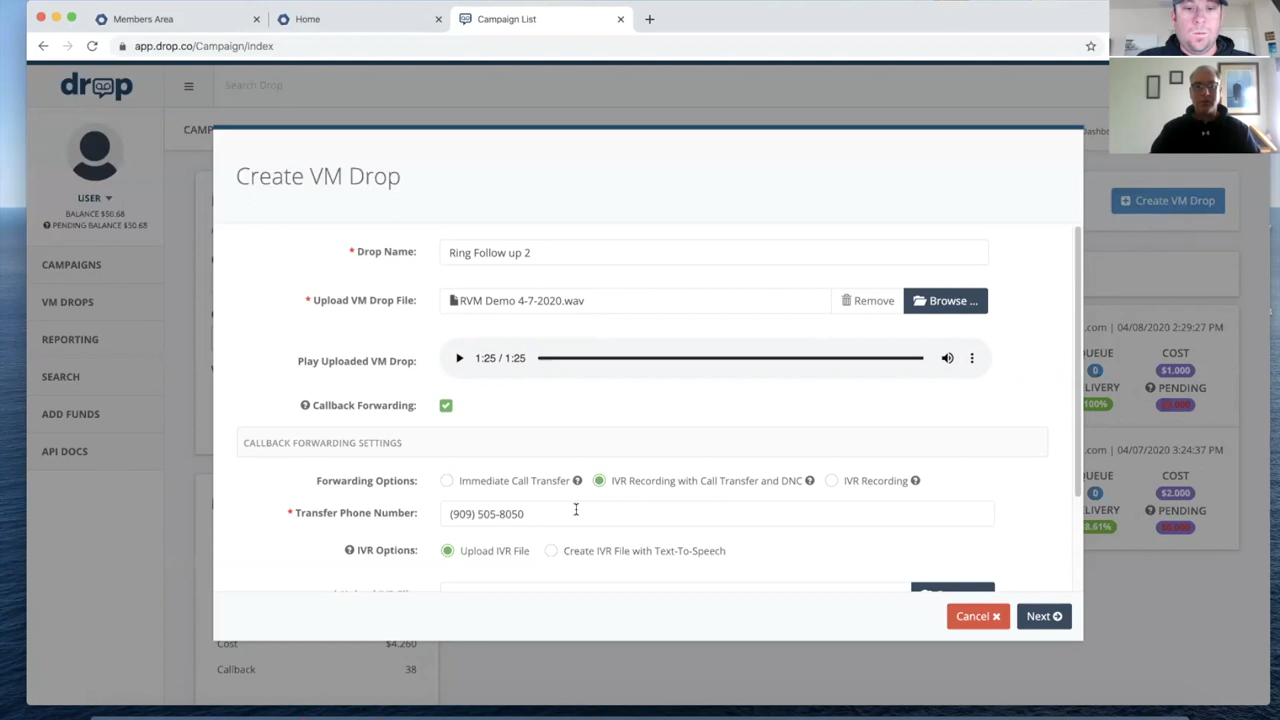 Members Area
Home
Campaign List
app.drop.co/Campaign/index
drop
Search Drop
CAMP
Dashbo
USER
BALANCE $50.68
PENDING BALANCE $50.68
CAMPAIGNS
VM DROPS
REPORTING
SEARCH
ADD FUNDS
API DOCS
Create VM Drop
Create VM Drop
* Drop Name: Ring Follow up 2
* Upload VM Drop File: RVM Demo 4-7-2020.wav Remove Browse ...
Play Uploaded VM Drop: 1:25 / 1:25
Callback Forwarding:
CALLBACK FORWARDING SETTINGS
Forwarding Options: Immediate Call Transfer IVR Recording with Call Transfer and DNC IVR Recording
* Transfer Phone Number: (909) 505-8050
IVR Options: Upload IVR File Create IVR File with Text-To-Speech
Cancel Next
.com | 04/08/2020 2:29:27 PM
QUEUE COST
0 $1.000
LIVERY PENDING
100%
.com | 04/07/2020 3:24:37 PM
QUEUE COST
0 $2.000
LIVERY PENDING
8.61%
Cost $4.260
Callback 38